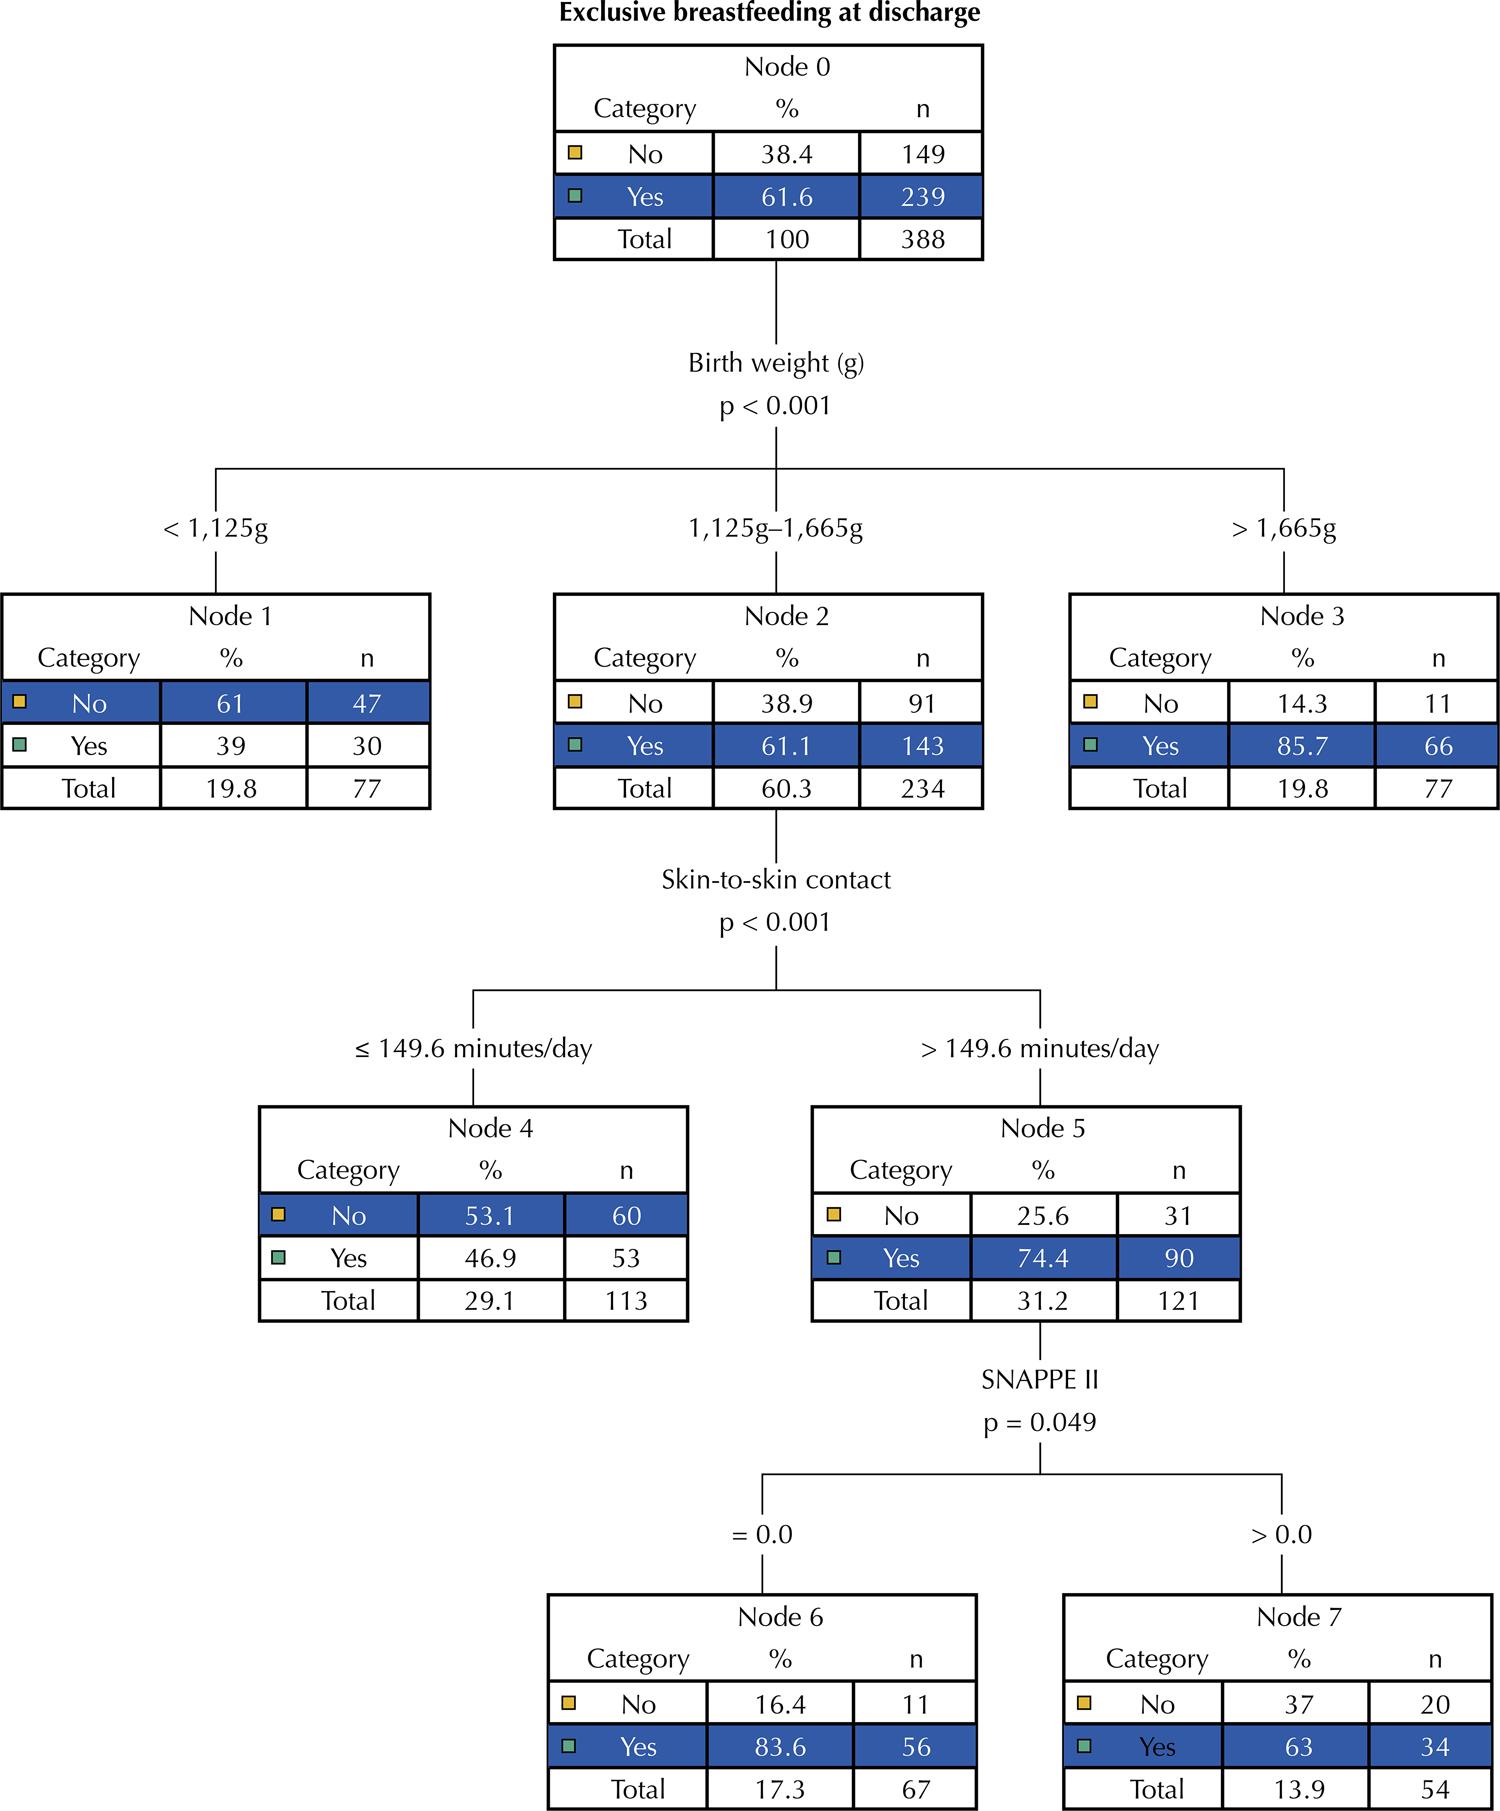 Exclusive breastfeeding at discharge
Node 0
Category % n
No 38.4 149
Yes 61.6 239
Total 100 388
Birth weight (g)
p < 0.001
< 1,125g 1,125g–1,665g > 1,665g
Node 1 Node 2 Node 3
Category % n Category % n Category % n
No 61 47 No 38.9 91 No 14.3 11
Yes 39 30 Yes 61.1 143 Yes 85.7 66
Total 19.8 77 Total 60.3 234 Total 19.8 77
Skin-to-skin contact
p < 0.001
≤ 149.6 minutes/day > 149.6 minutes/day
Node 4 Node 5
Category % n Category % n
No 53.1 60 No 25.6 31
Yes 46.9 53 Yes 74.4 90
Total 29.1 113 Total 31.2 121
SNAPPE II
p = 0.049
= 0.0 > 0.0
Node 6 Node 7
Category % n Category % n
No 16.4 11 No 37 20
Yes 83.6 56 Yes 63 34
Total 17.3 67 Total 13.9 54